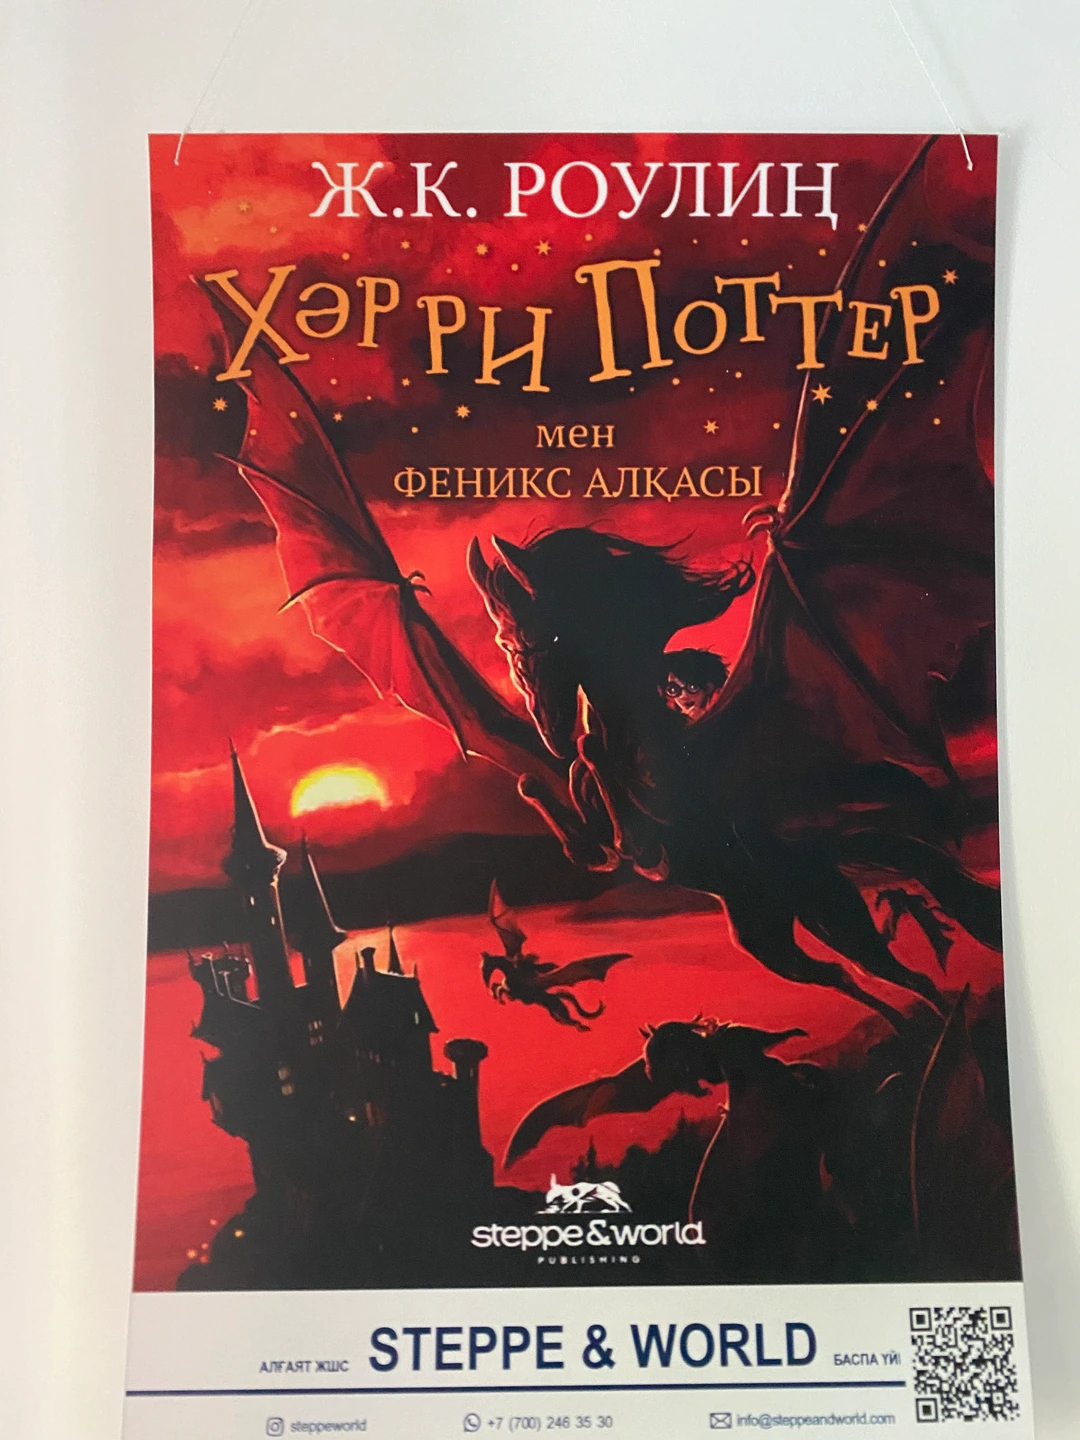 Ж.К. РОУЛИҢ
ХӘРРИ ПОТТЕР
мен
ФЕНИКС АЛҚАСЫ
steppe&world
PUBLISHING
АЛҒАЯТ ЖШС STEPPE & WORLD БАСПА ҮЙІ
steppeworld +7 (700) 246 35 30 info@steppeandworld.com